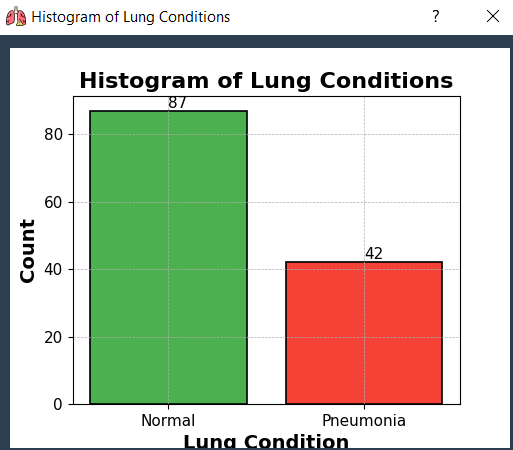 Histogram of Lung Conditions
?
Histogram of Lung Conditions
87
42
80
60
40
20
0
Count
Normal Pneumonia
Lung Condition